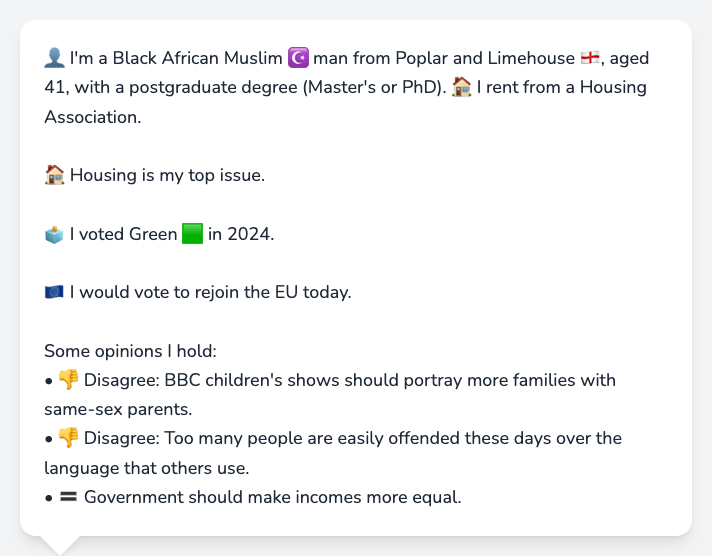 👤 I'm a Black African Muslim ☪️ man from Poplar and Limehouse 🏴󠁧󠁢󠁥󠁮󠁧󠁿, aged
41, with a postgraduate degree (Master's or PhD). 🏠 I rent from a Housing
Association.
🏠 Housing is my top issue.
🗳️ I voted Green 🟩 in 2024.
🇪🇺 I would vote to rejoin the EU today.
Some opinions I hold:
• 👎 Disagree: BBC children's shows should portray more families with
same-sex parents.
• 👎 Disagree: Too many people are easily offended these days over the
language that others use.
• 🟰 Government should make incomes more equal.